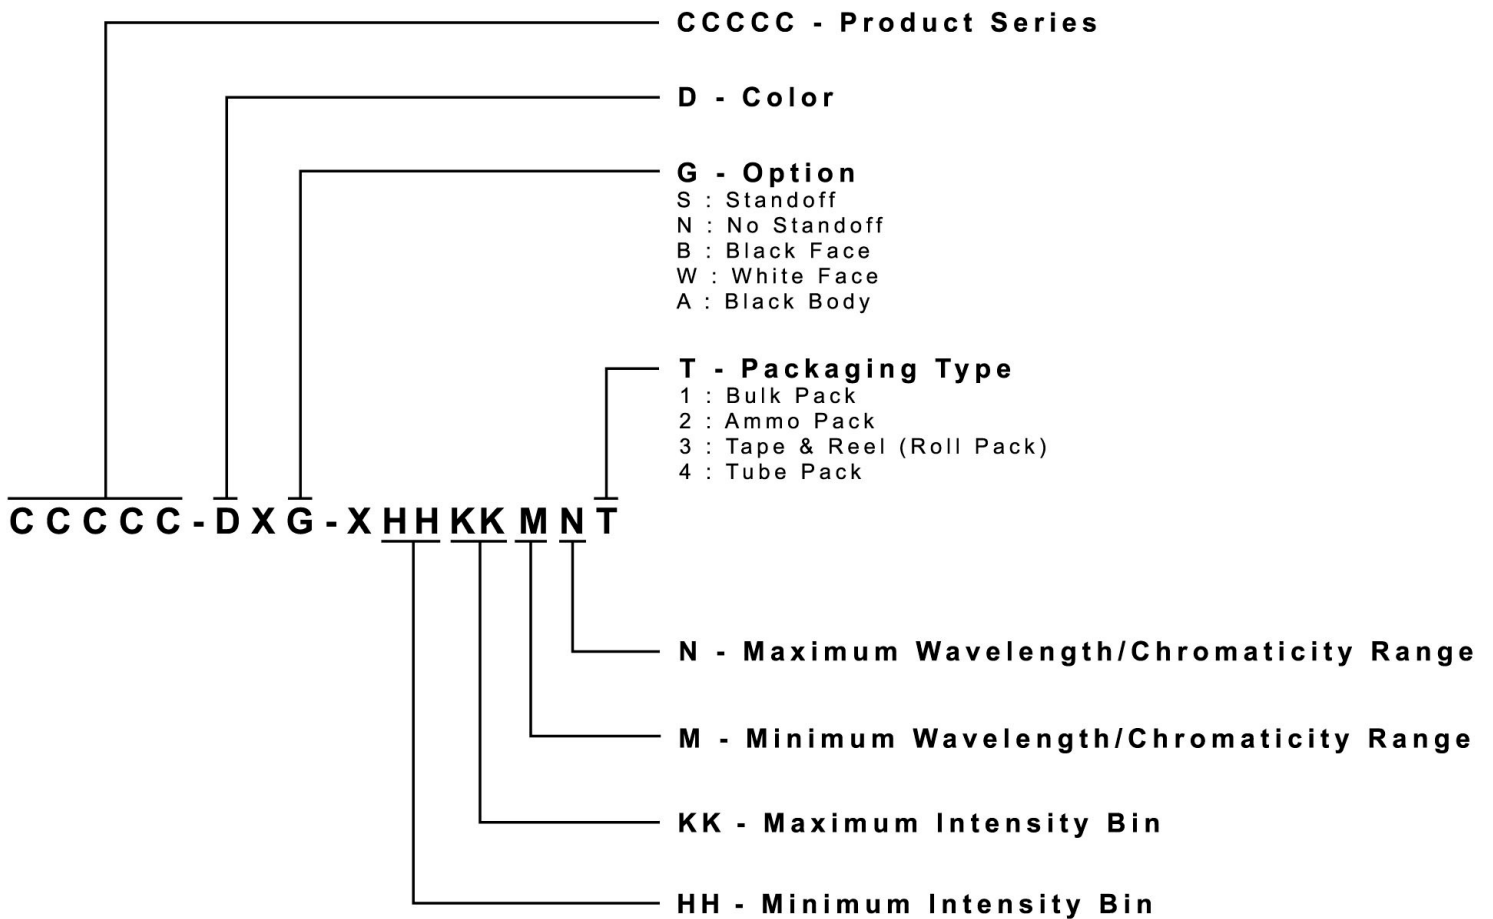 CCCCC - Product Series
D - Color
G - Option
S : Standoff
N : No Standoff
B : Black Face
W : White Face
A : Black Body
T - Packaging Type
1 : Bulk Pack
2 : Ammo Pack
3 : Tape & Reel (Roll Pack)
4 : Tube Pack
CCCCC-DXG-XHHKKMNT
N - Maximum Wavelength/Chromaticity Range
M - Minimum Wavelength/Chromaticity Range
KK - Maximum Intensity Bin
HH - Minimum Intensity Bin